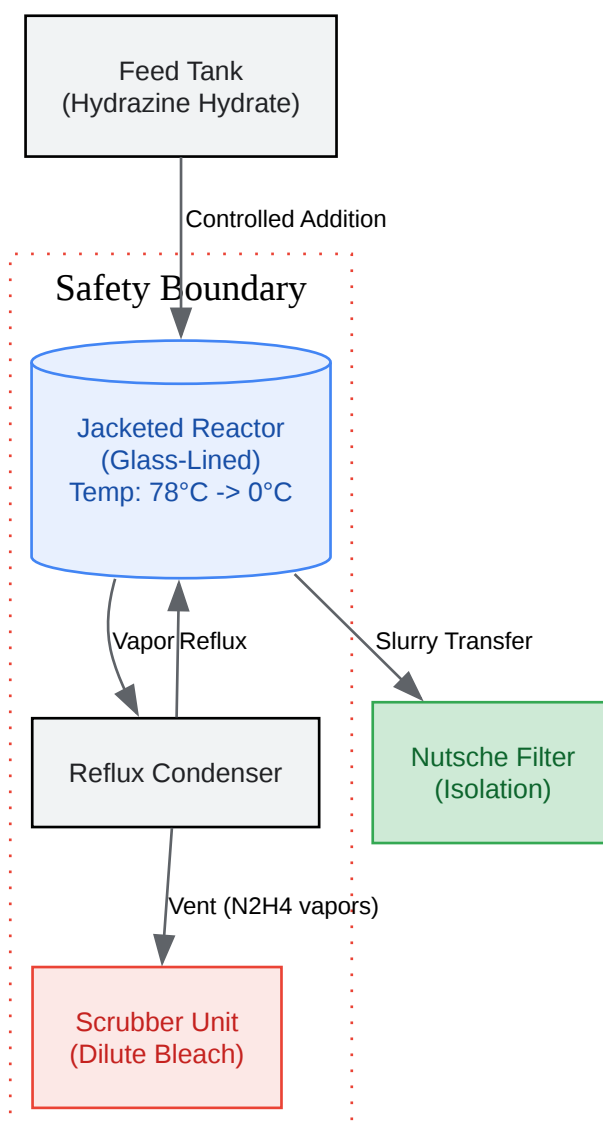 Feed Tank
(Hydrazine Hydrate)
Controlled Addition
Safety Boundary
Jacketed Reactor
(Glass-Lined)
Temp: 78°C -> 0°C
Vapor
Reflux
Slurry Transfer
Reflux Condenser
Nutsche Filter
(Isolation)
Vent (N2H4 vapors)
Scrubber Unit
(Dilute Bleach)